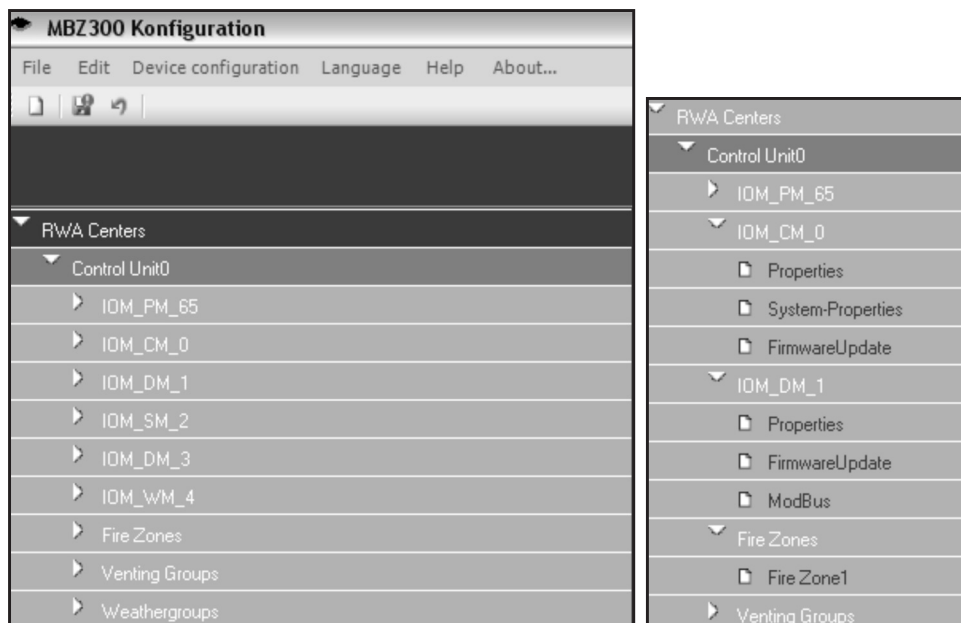 MBZ300 Konfiguration
File Edit Device configuration Language Help About...
RWA Centers
Control Unit0
IOM_PM_65
IOM_CM_0
IOM_DM_1
IOM_SM_2
IOM_DM_3
IOM_WM_4
Fire Zones
Venting Groups
Weathergroups
RWA Centers
Control Unit0
IOM_PM_65
IOM_CM_0
Properties
System-Properties
FirmwareUpdate
IOM_DM_1
Properties
FirmwareUpdate
ModBus
Fire Zones
Fire Zone1
Venting Groups